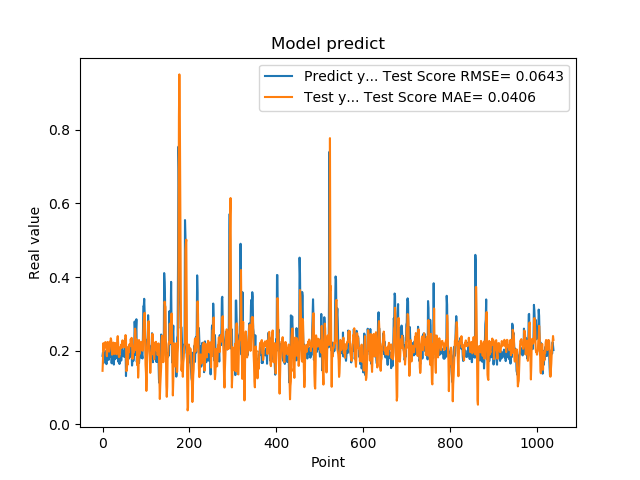 Model predict
Predict y... Test Score RMSE= 0.0643
Test y... Test Score MAE= 0.0406
Real value
0.8
0.6
0.4
0.2
0.0
0 200 400 600 800 1000
Point